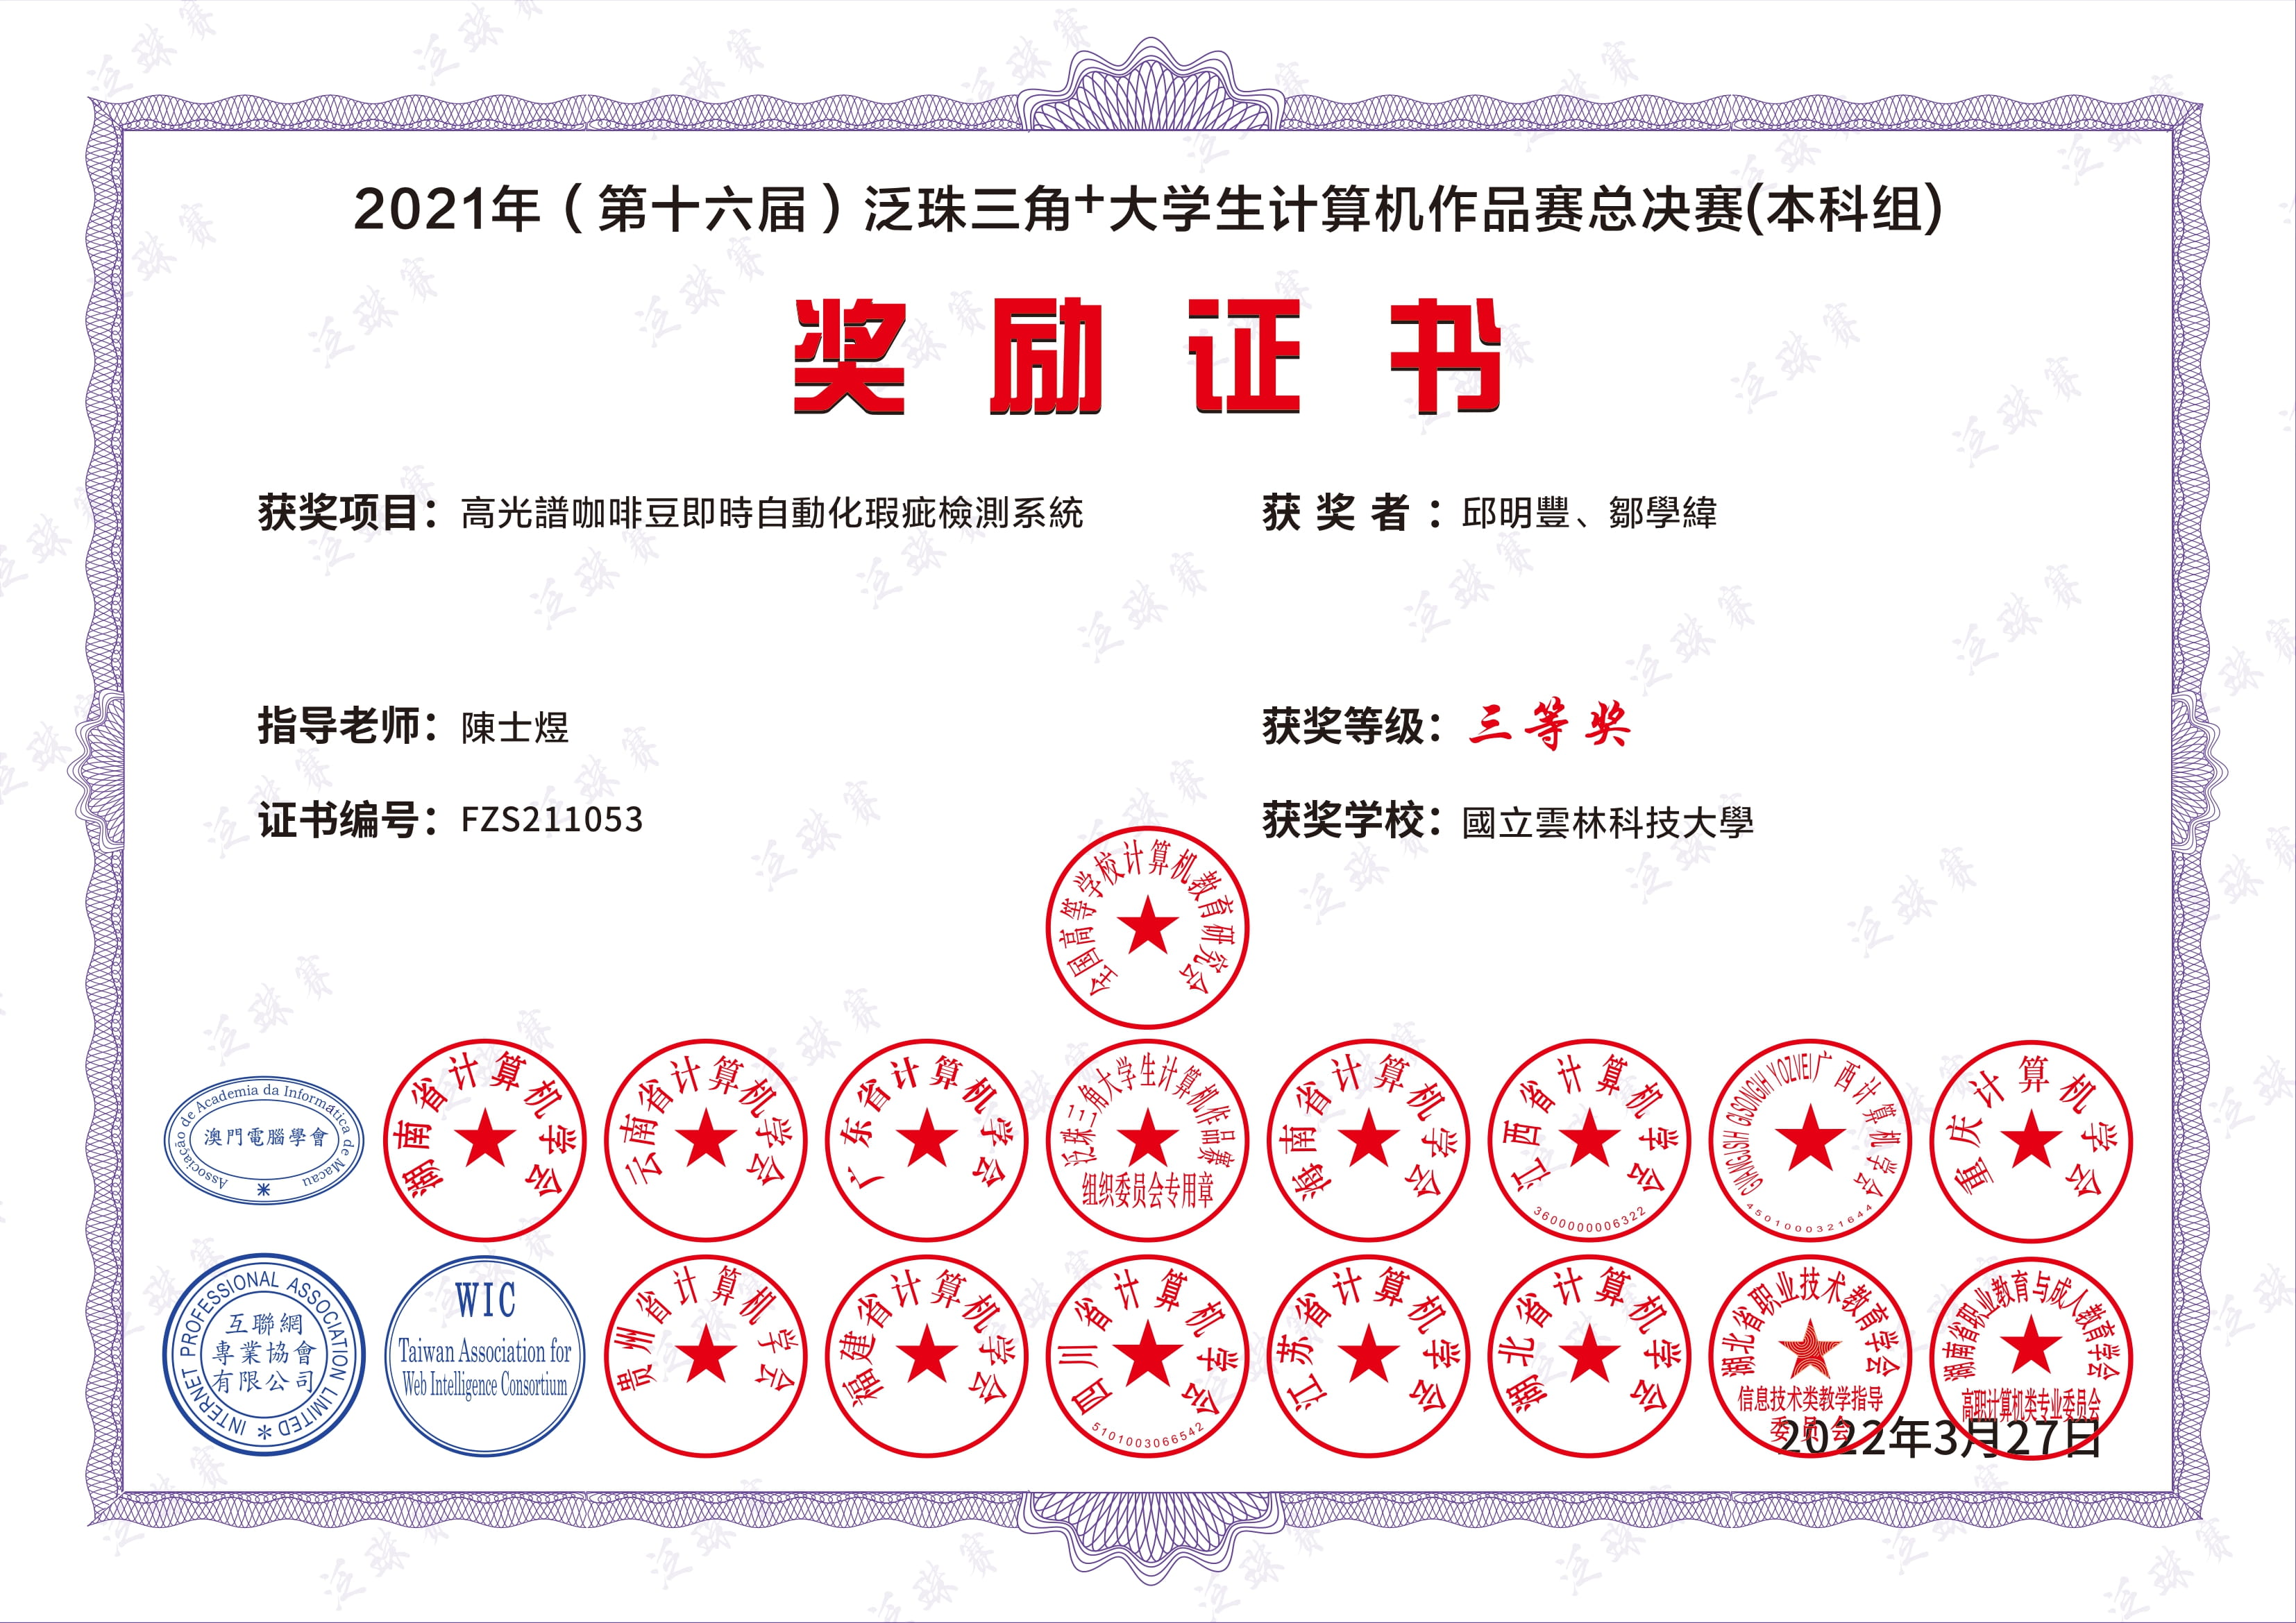 2021年（第十六届）泛珠三角+大学生计算机作品赛总决赛(本科组)
奖励证书
获奖项目：高光譜咖啡豆即時自動化瑕疵檢測系統
获奖者：邱明豐、鄒學緯
指导老师：陳士煜
获奖等级：三等奖
证书编号：FZS211053
获奖学校：國立雲林科技大學
全国高等学校计算机教育研究会
Associação de Academia da Informática de Macau
澳門電腦學會
湖南省计算机学会
云南省计算机学会
广东省计算机学会
泛珠三角大学生计算机作品赛
组织委员会专用章
海南省计算机学会
江西省计算机学会
3600000006322
广西计算机学会
4501000321644
重庆计算机学会
INTERNET PROFESSIONAL ASSOCIATION LIMITED
互聯網
專業協會
有限公司
WIC
Taiwan Association for
Web Intelligence Consortium
贵州省计算机学会
福建省计算机学会
四川省计算机学会
5101003066542
江苏省计算机学会
湖北省计算机学会
湖北省职业技术教育学会
信息技术类教学指导
委员会
湖南省职业教育与成人教育学会
高职计算机类专业委员会
2022年3月27日